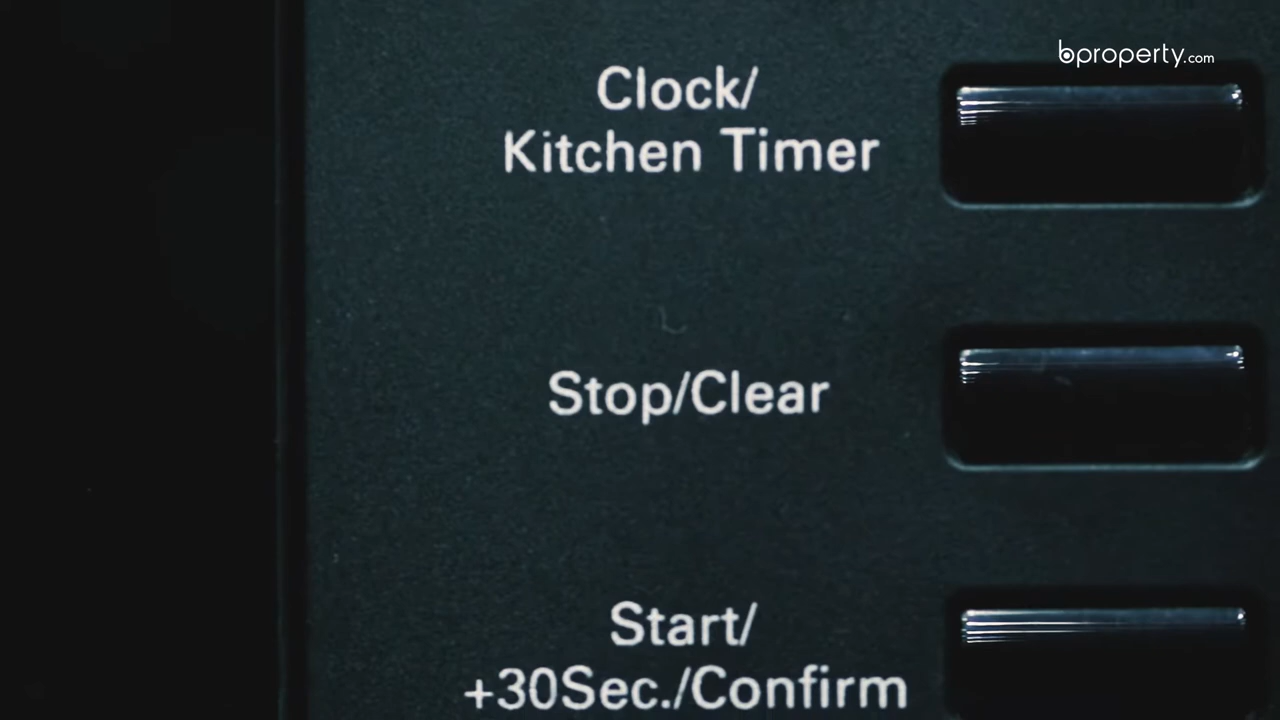 bproperty.com
Clock/
Kitchen Timer
Stop/Clear
Start/
+30Sec./Confirm